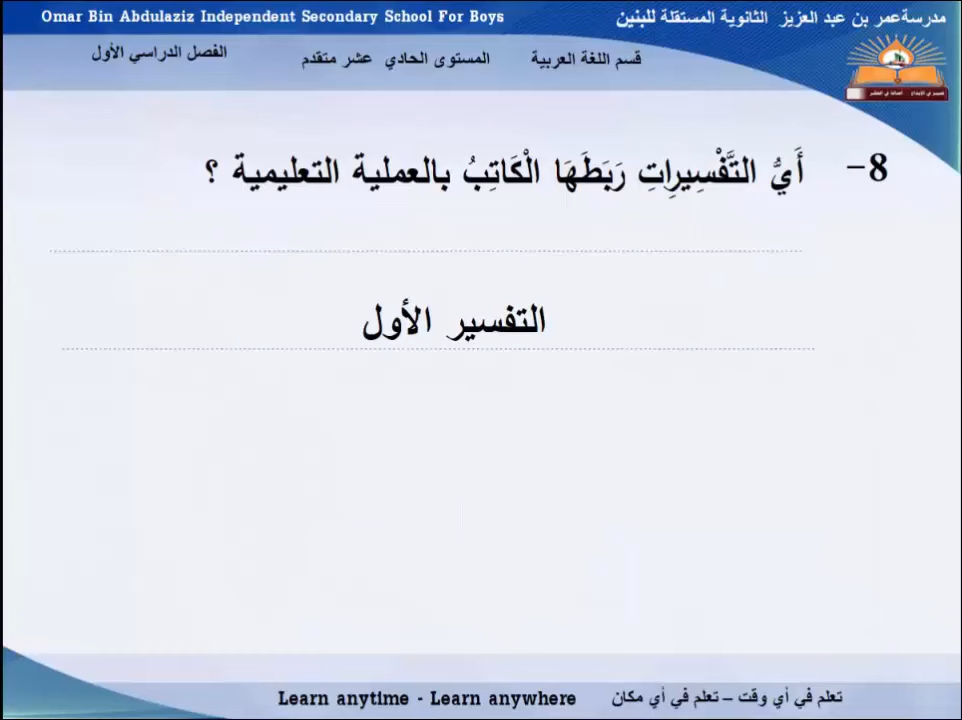 Omar Bin Abdulaziz Independent Secondary School For Boys
مدرسة عمر بن عبد العزيز الثانوية المستقلة للبنين
قسم اللغة العربية
المستوى الحادي عشر متقدم
الفصل الدراسي الأول
8- أَيُّ التَّفْسِيرِاتِ رَبَطَهَا الْكَاتِبُ بالعملية التعليمية ؟
التفسير الأول
Learn anytime - Learn anywhere
تعلم في أي وقت – تعلم في أي مكان